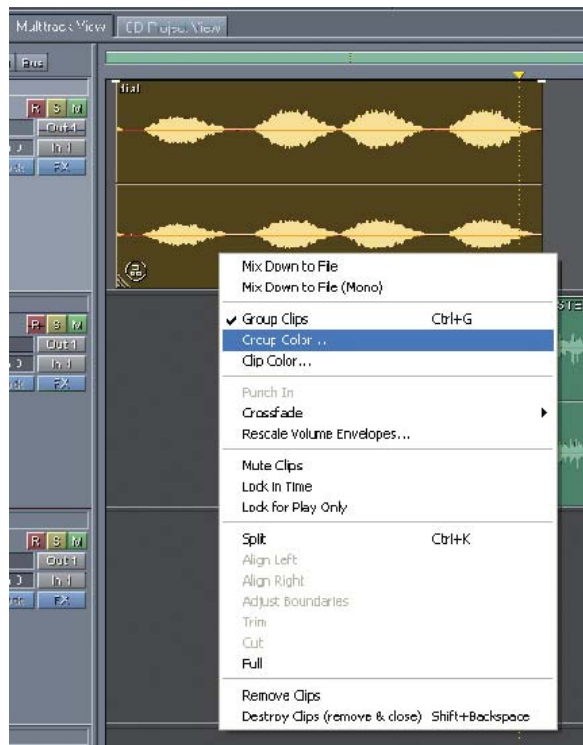 Multitrack View
CD Project View
Bus
R S M
Out 1
In 1
FX
R S M
Out 1
In 1
FX
R S M
Out 1
In 1
FX
Mix Down to File
Mix Down to File (Mono)
Group Clips Ctrl+G
Group Color...
Clip Color...
Punch In
Crossfade
Rescale Volume Envelopes...
Mute Clips
Lock in Time
Lock for Play Only
Split Ctrl+K
Align Left
Align Right
Adjust Boundaries
Trim
Cut
Full
Remove Clips
Destroy Clips (remove & close) Shift+Backspace